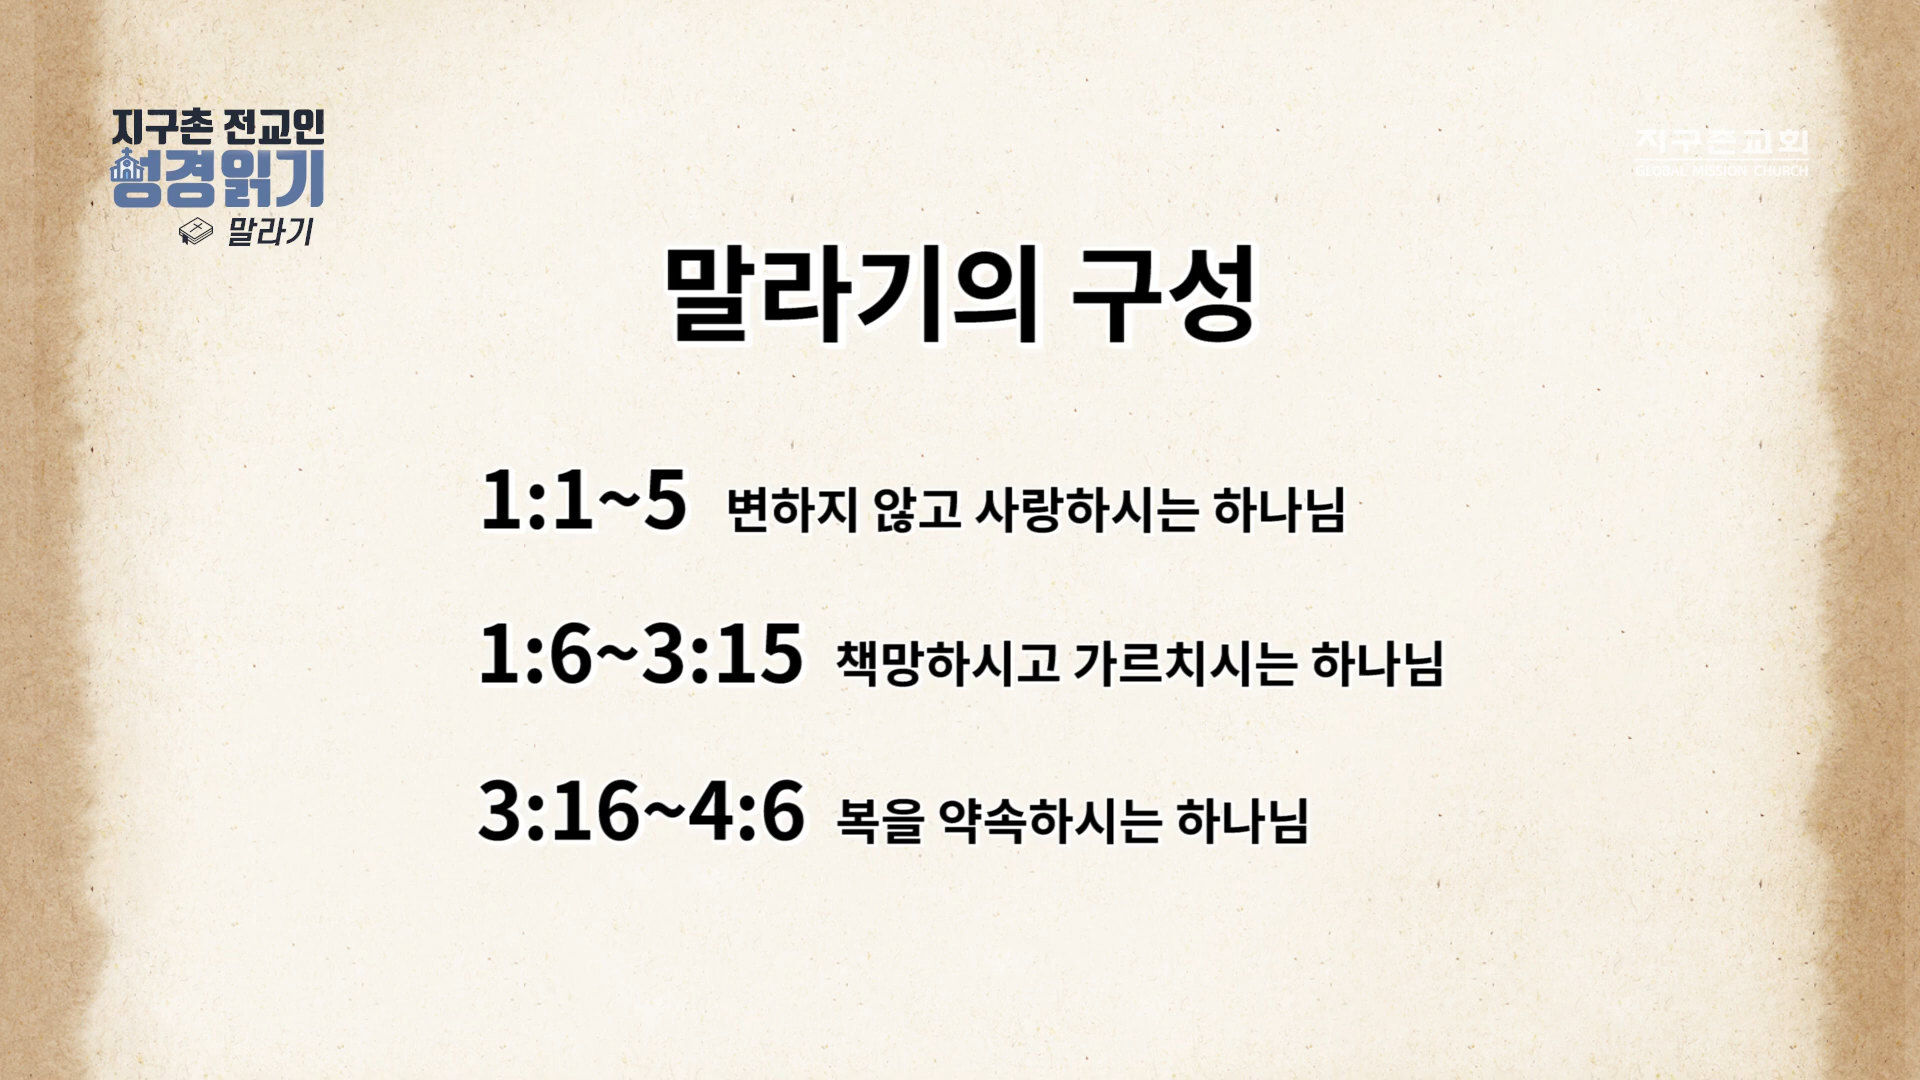 지구촌 전교인
성경읽기
말라기
지구촌교회
GLOBAL MISSION CHURCH
말라기의 구성
1:1~5 변하지 않고 사랑하시는 하나님
1:6~3:15 책망하시고 가르치시는 하나님
3:16~4:6 복을 약속하시는 하나님